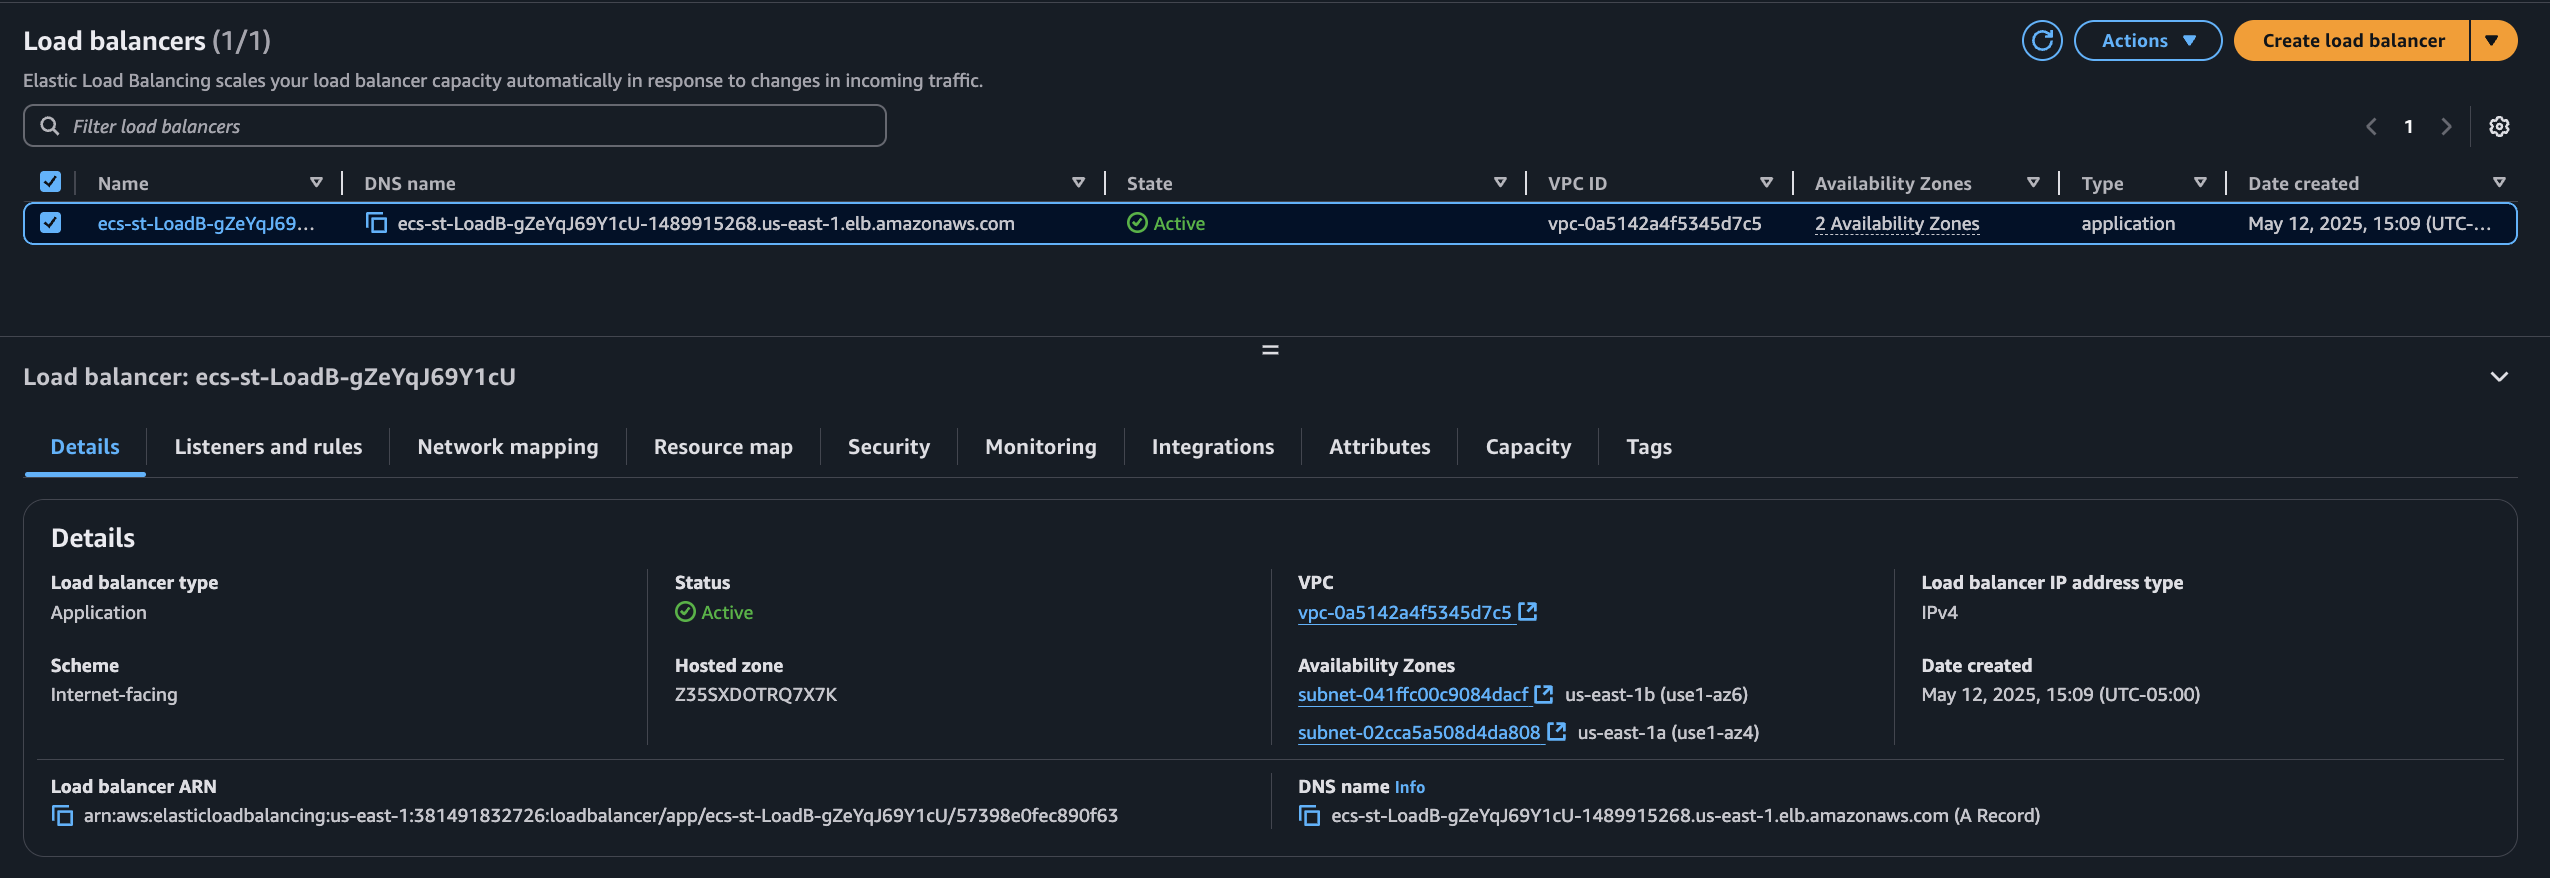 Load balancers (1/1)
Actions
Create load balancer
Elastic Load Balancing scales your load balancer capacity automatically in response to changes in incoming traffic.
Filter load balancers
1
Name
DNS name
State
VPC ID
Availability Zones
Type
Date created
ecs-st-LoadB-gZeYqJ69...
ecs-st-LoadB-gZeYqJ69Y1cU-1489915268.us-east-1.elb.amazonaws.com
Active
vpc-0a5142a4f5345d7c5
2 Availability Zones
application
May 12, 2025, 15:09 (UTC-...
Load balancer: ecs-st-LoadB-gZeYqJ69Y1cU
Details
Listeners and rules
Network mapping
Resource map
Security
Monitoring
Integrations
Attributes
Capacity
Tags
Details
Load balancer type
Application
Status
Active
VPC
vpc-0a5142a4f5345d7c5
Load balancer IP address type
IPv4
Scheme
Internet-facing
Hosted zone
Z35SXDOTRQ7X7K
Availability Zones
subnet-041ffc00c9084dacf us-east-1b (use1-az6)
subnet-02cca5a508d4da808 us-east-1a (use1-az4)
Date created
May 12, 2025, 15:09 (UTC-05:00)
Load balancer ARN
arn:aws:elasticloadbalancing:us-east-1:381491832726:loadbalancer/app/ecs-st-LoadB-gZeYqJ69Y1cU/57398e0fec890f63
DNS name Info
ecs-st-LoadB-gZeYqJ69Y1cU-1489915268.us-east-1.elb.amazonaws.com (A Record)